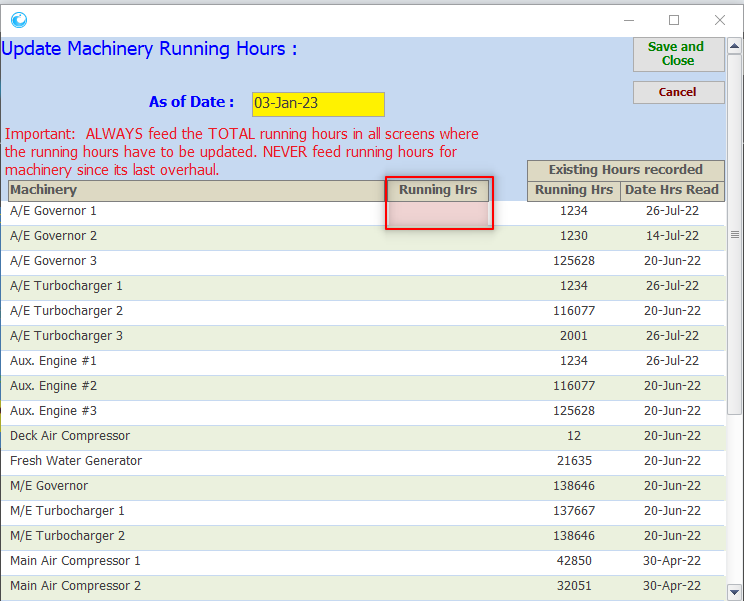 Update Machinery Running Hours :
Save and
Close
As of Date : 03-Jan-23
Cancel
Important:  ALWAYS feed the TOTAL running hours in all screens where
the running hours have to be updated. NEVER feed running hours for
machinery since its last overhaul.
Existing Hours recorded
Machinery Running Hrs Running Hrs Date Hrs Read
A/E Governor 1 1234 26-Jul-22
A/E Governor 2 1230 14-Jul-22
A/E Governor 3 125628 20-Jun-22
A/E Turbocharger 1 1234 26-Jul-22
A/E Turbocharger 2 116077 20-Jun-22
A/E Turbocharger 3 2001 26-Jul-22
Aux. Engine #1 1234 26-Jul-22
Aux. Engine #2 116077 20-Jun-22
Aux. Engine #3 125628 20-Jun-22
Deck Air Compressor 12 20-Jun-22
Fresh Water Generator 21635 20-Jun-22
M/E Governor 138646 20-Jun-22
M/E Turbocharger 1 137667 20-Jun-22
M/E Turbocharger 2 138646 20-Jun-22
Main Air Compressor 1 42850 30-Apr-22
Main Air Compressor 2 32051 30-Apr-22